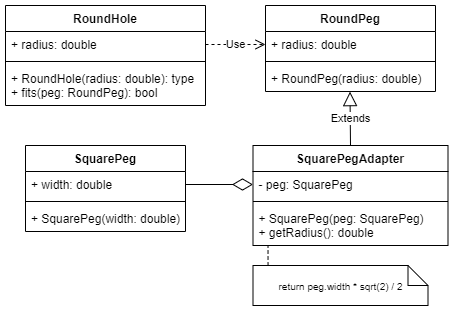 RoundHole
+ radius: double
+ RoundHole(radius: double): type
+ fits(peg: RoundPeg): bool
Use
RoundPeg
+ radius: double
+ RoundPeg(radius: double)
Extends
SquarePeg
+ width: double
+ SquarePeg(width: double)
SquarePegAdapter
- peg: SquarePeg
+ SquarePeg(peg: SquarePeg)
+ getRadius(): double
return peg.width * sqrt(2) / 2